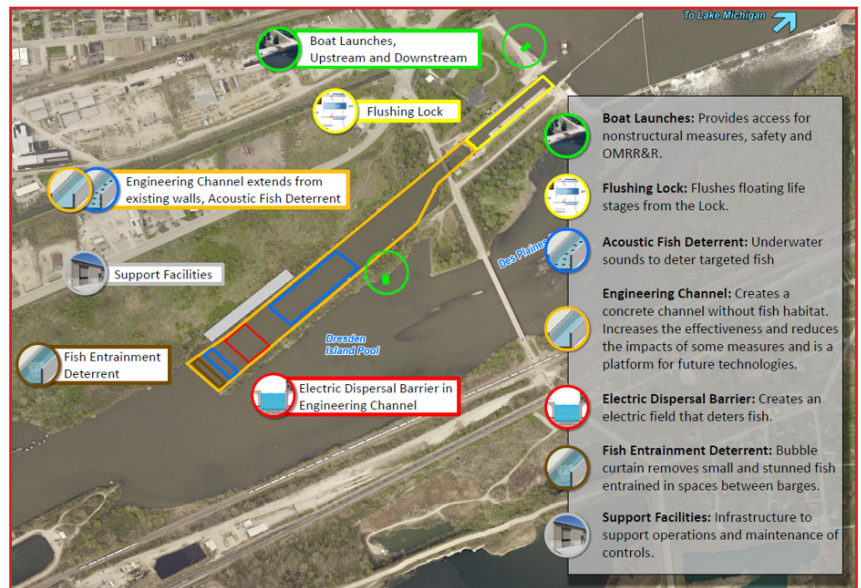 To Lake Michigan
Boat Launches,
Upstream and Downstream
Flushing Lock
Engineering Channel extends from
existing walls, Acoustic Fish Deterrent
Support Facilities
Des Plaines
Dresden
Island Pool
Fish Entrainment
Deterrent
Electric Dispersal Barrier in
Engineering Channel
Boat Launches: Provides access for
nonstructural measures, safety and
OMRR&R.
Flushing Lock: Flushes floating life
stages from the Lock.
Acoustic Fish Deterrent: Underwater
sounds to deter targeted fish
Engineering Channel: Creates a
concrete channel without fish habitat.
Increases the effectiveness and reduces
the impacts of some measures and is a
platform for future technologies.
Electric Dispersal Barrier: Creates an
electric field that deters fish.
Fish Entrainment Deterrent: Bubble
curtain removes small and stunned fish
entrained in spaces between barges.
Support Facilities: Infrastructure to
support operations and maintenance of
controls.